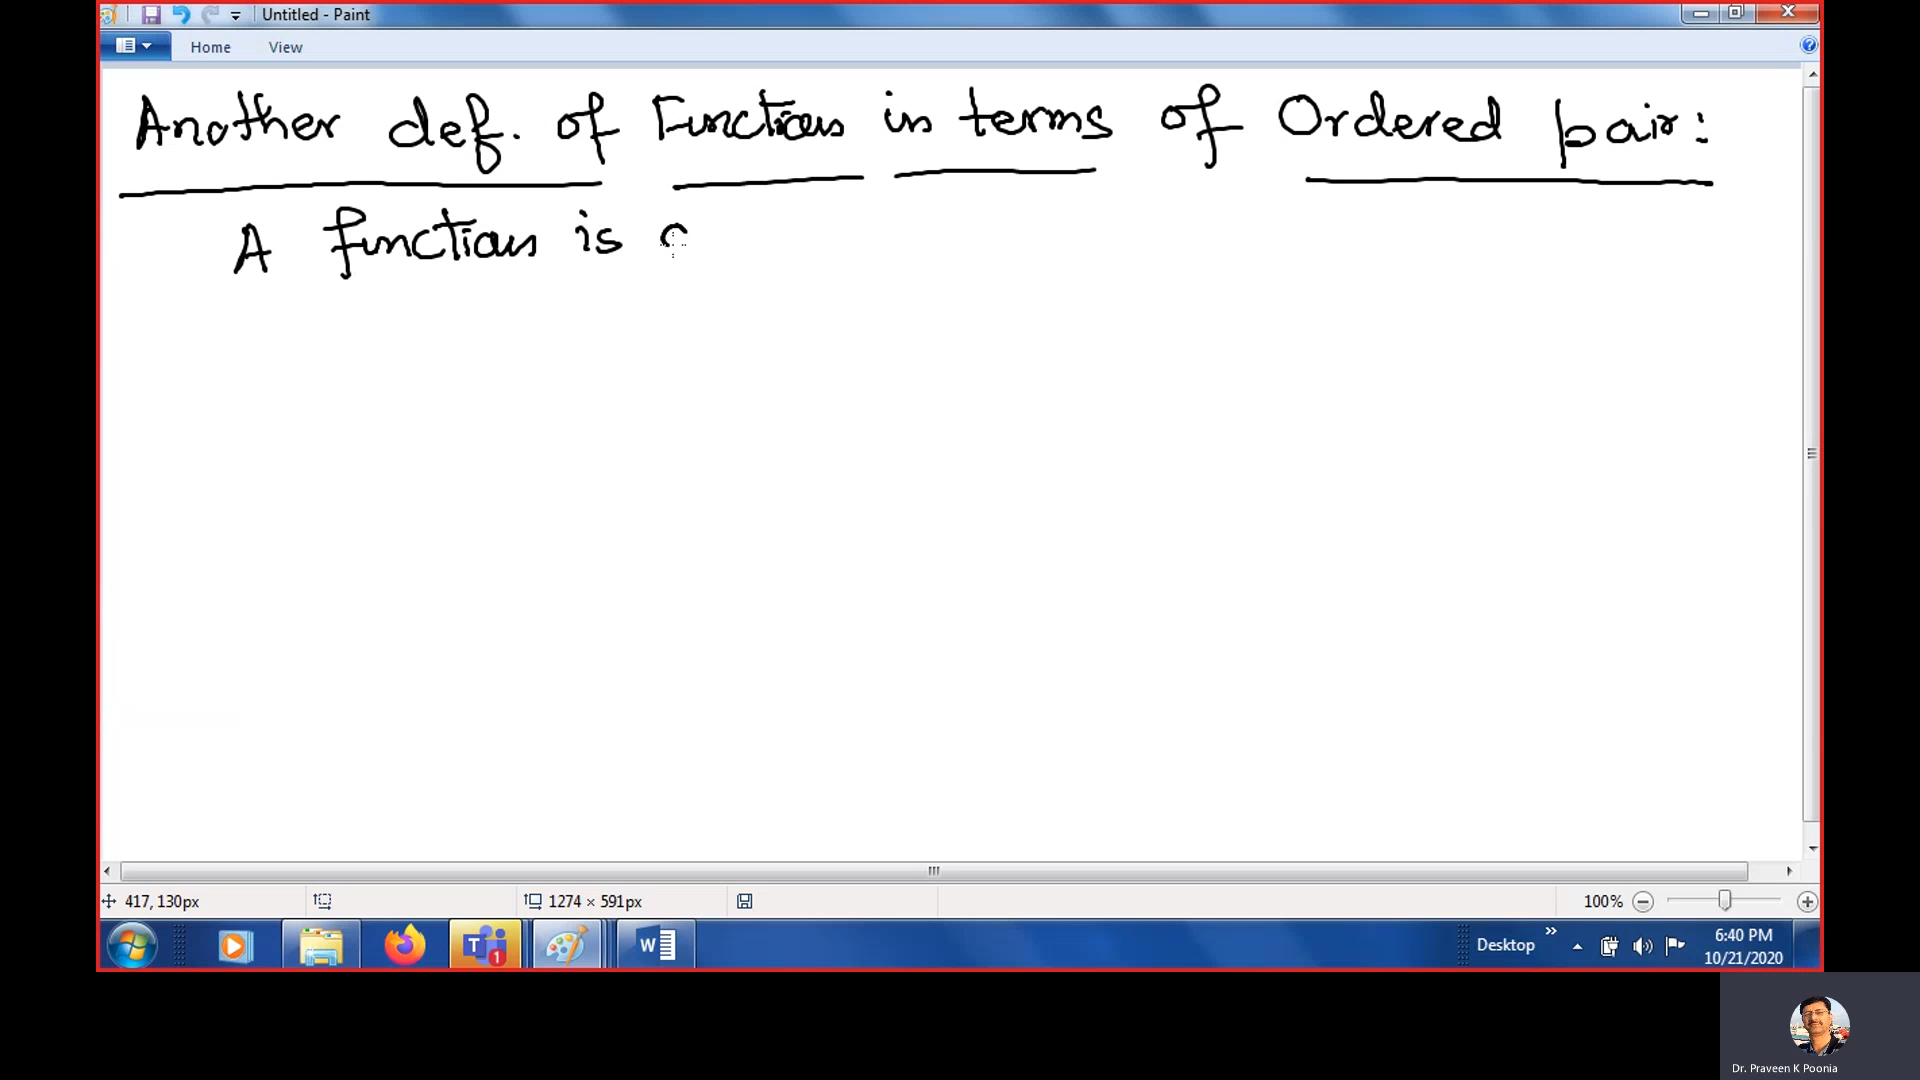 Untitled - Paint
Home View
Another def. of Function in terms of Ordered pair:
A function is
417, 130px
1274 × 591px
100%
T 1
W
Desktop
6:40 PM
10/21/2020
Dr. Praveen K Poonia